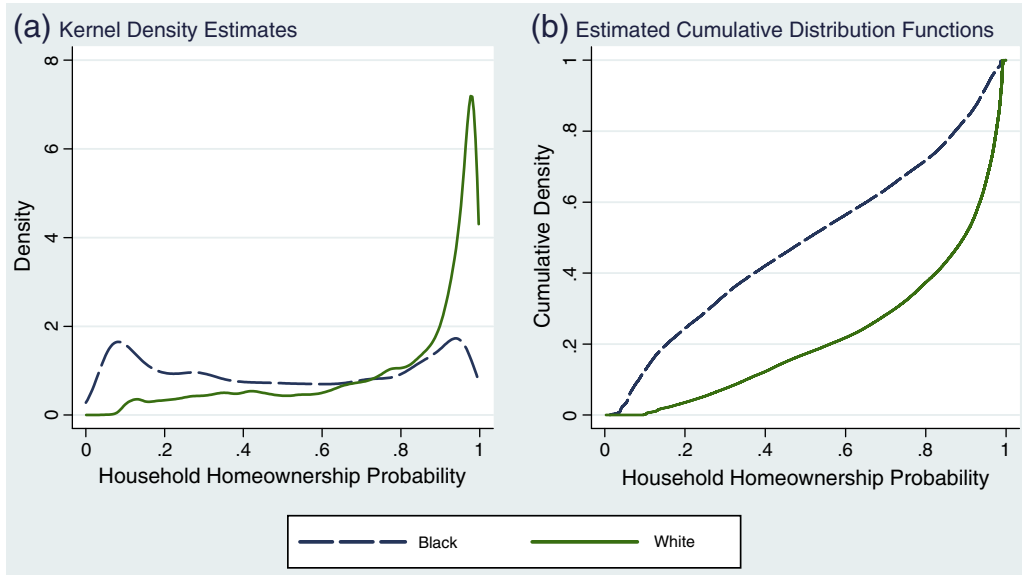 (a) Kernel Density Estimates
8
6
4
2
0
Density
0 .2 .4 .6 .8 1
Household Homeownership Probability
(b) Estimated Cumulative Distribution Functions
1
.8
.6
.4
.2
0
Cumulative Density
0 .2 .4 .6 .8 1
Household Homeownership Probability
Black White